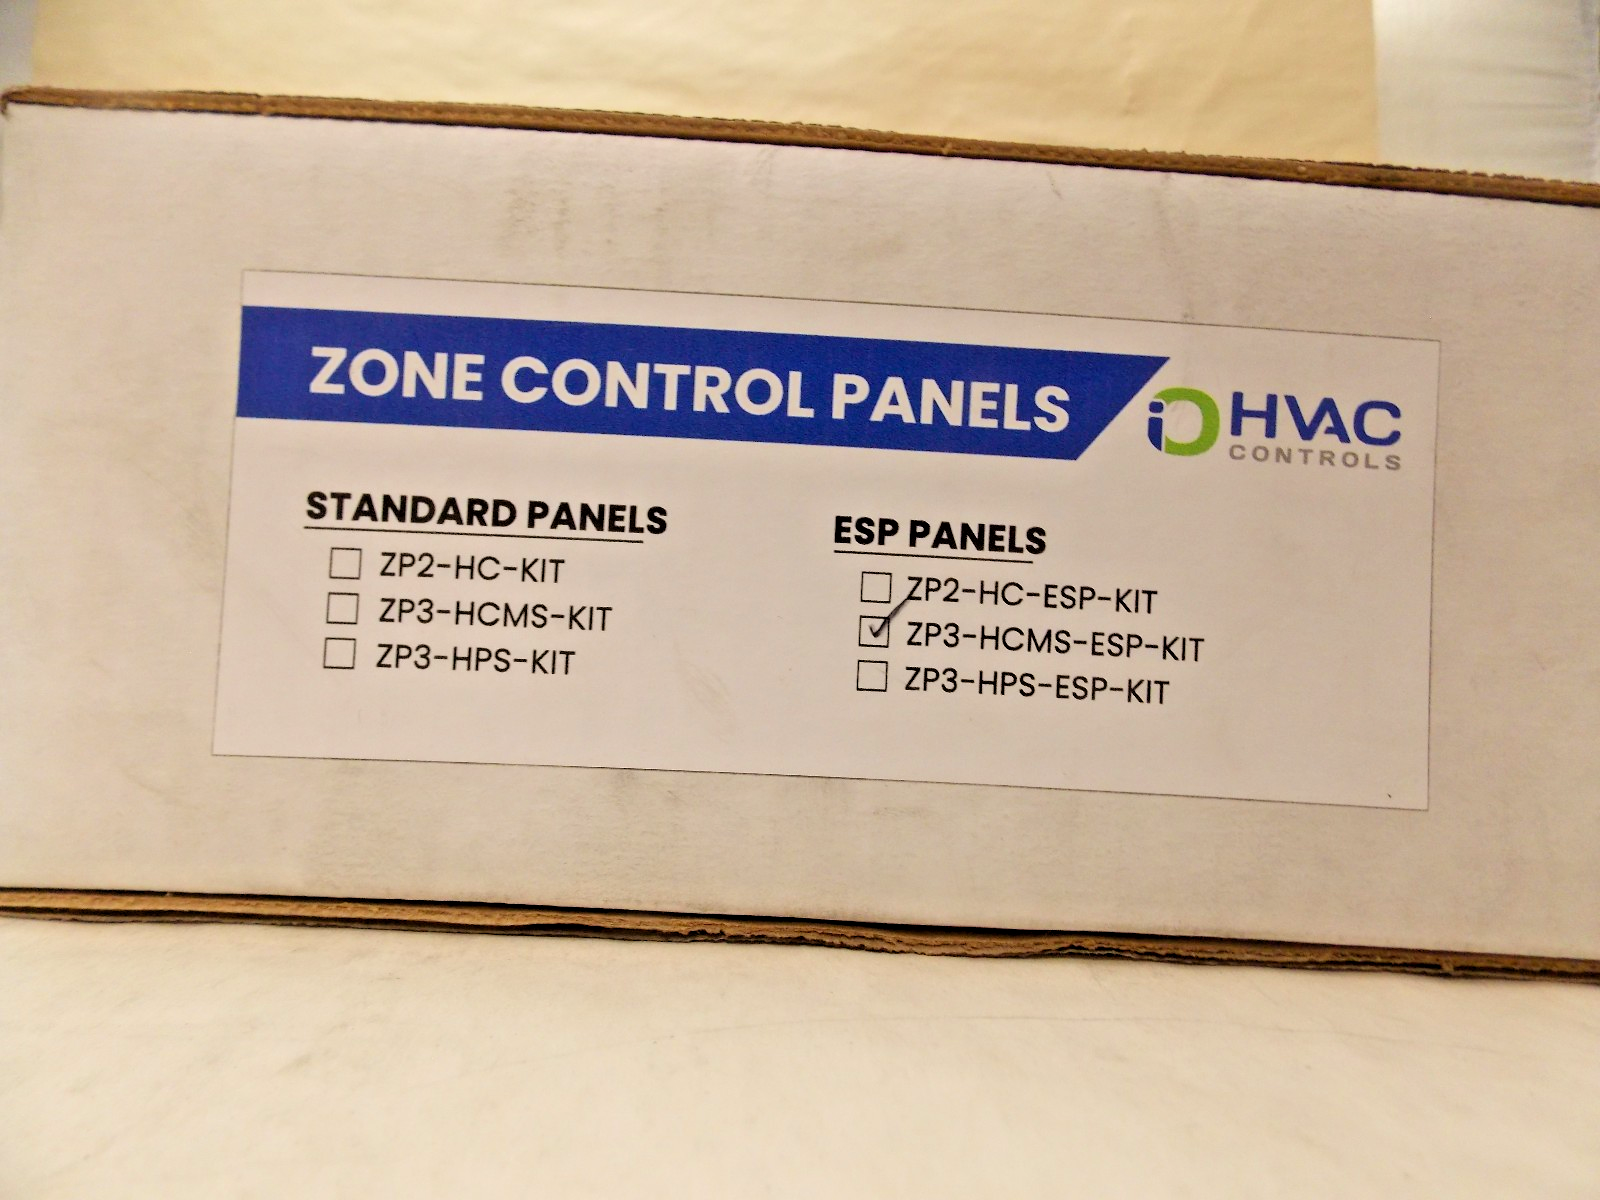 ZONE CONTROL PANELS
iO HVAC
CONTROLS
STANDARD PANELS
ZP2-HC-KIT
ZP3-HCMS-KIT
ZP3-HPS-KIT
ESP PANELS
ZP2-HC-ESP-KIT
ZP3-HCMS-ESP-KIT
ZP3-HPS-ESP-KIT